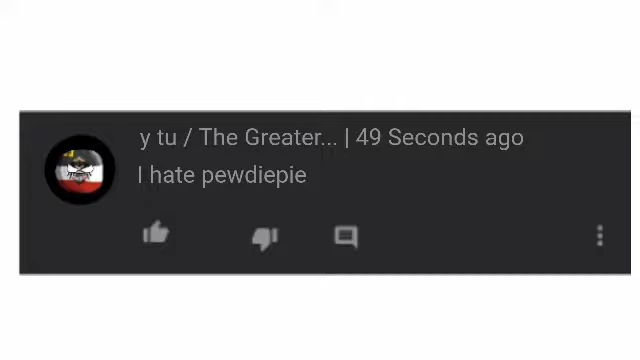 y tu / The Greater... | 49 Seconds ago
I hate pewdiepie